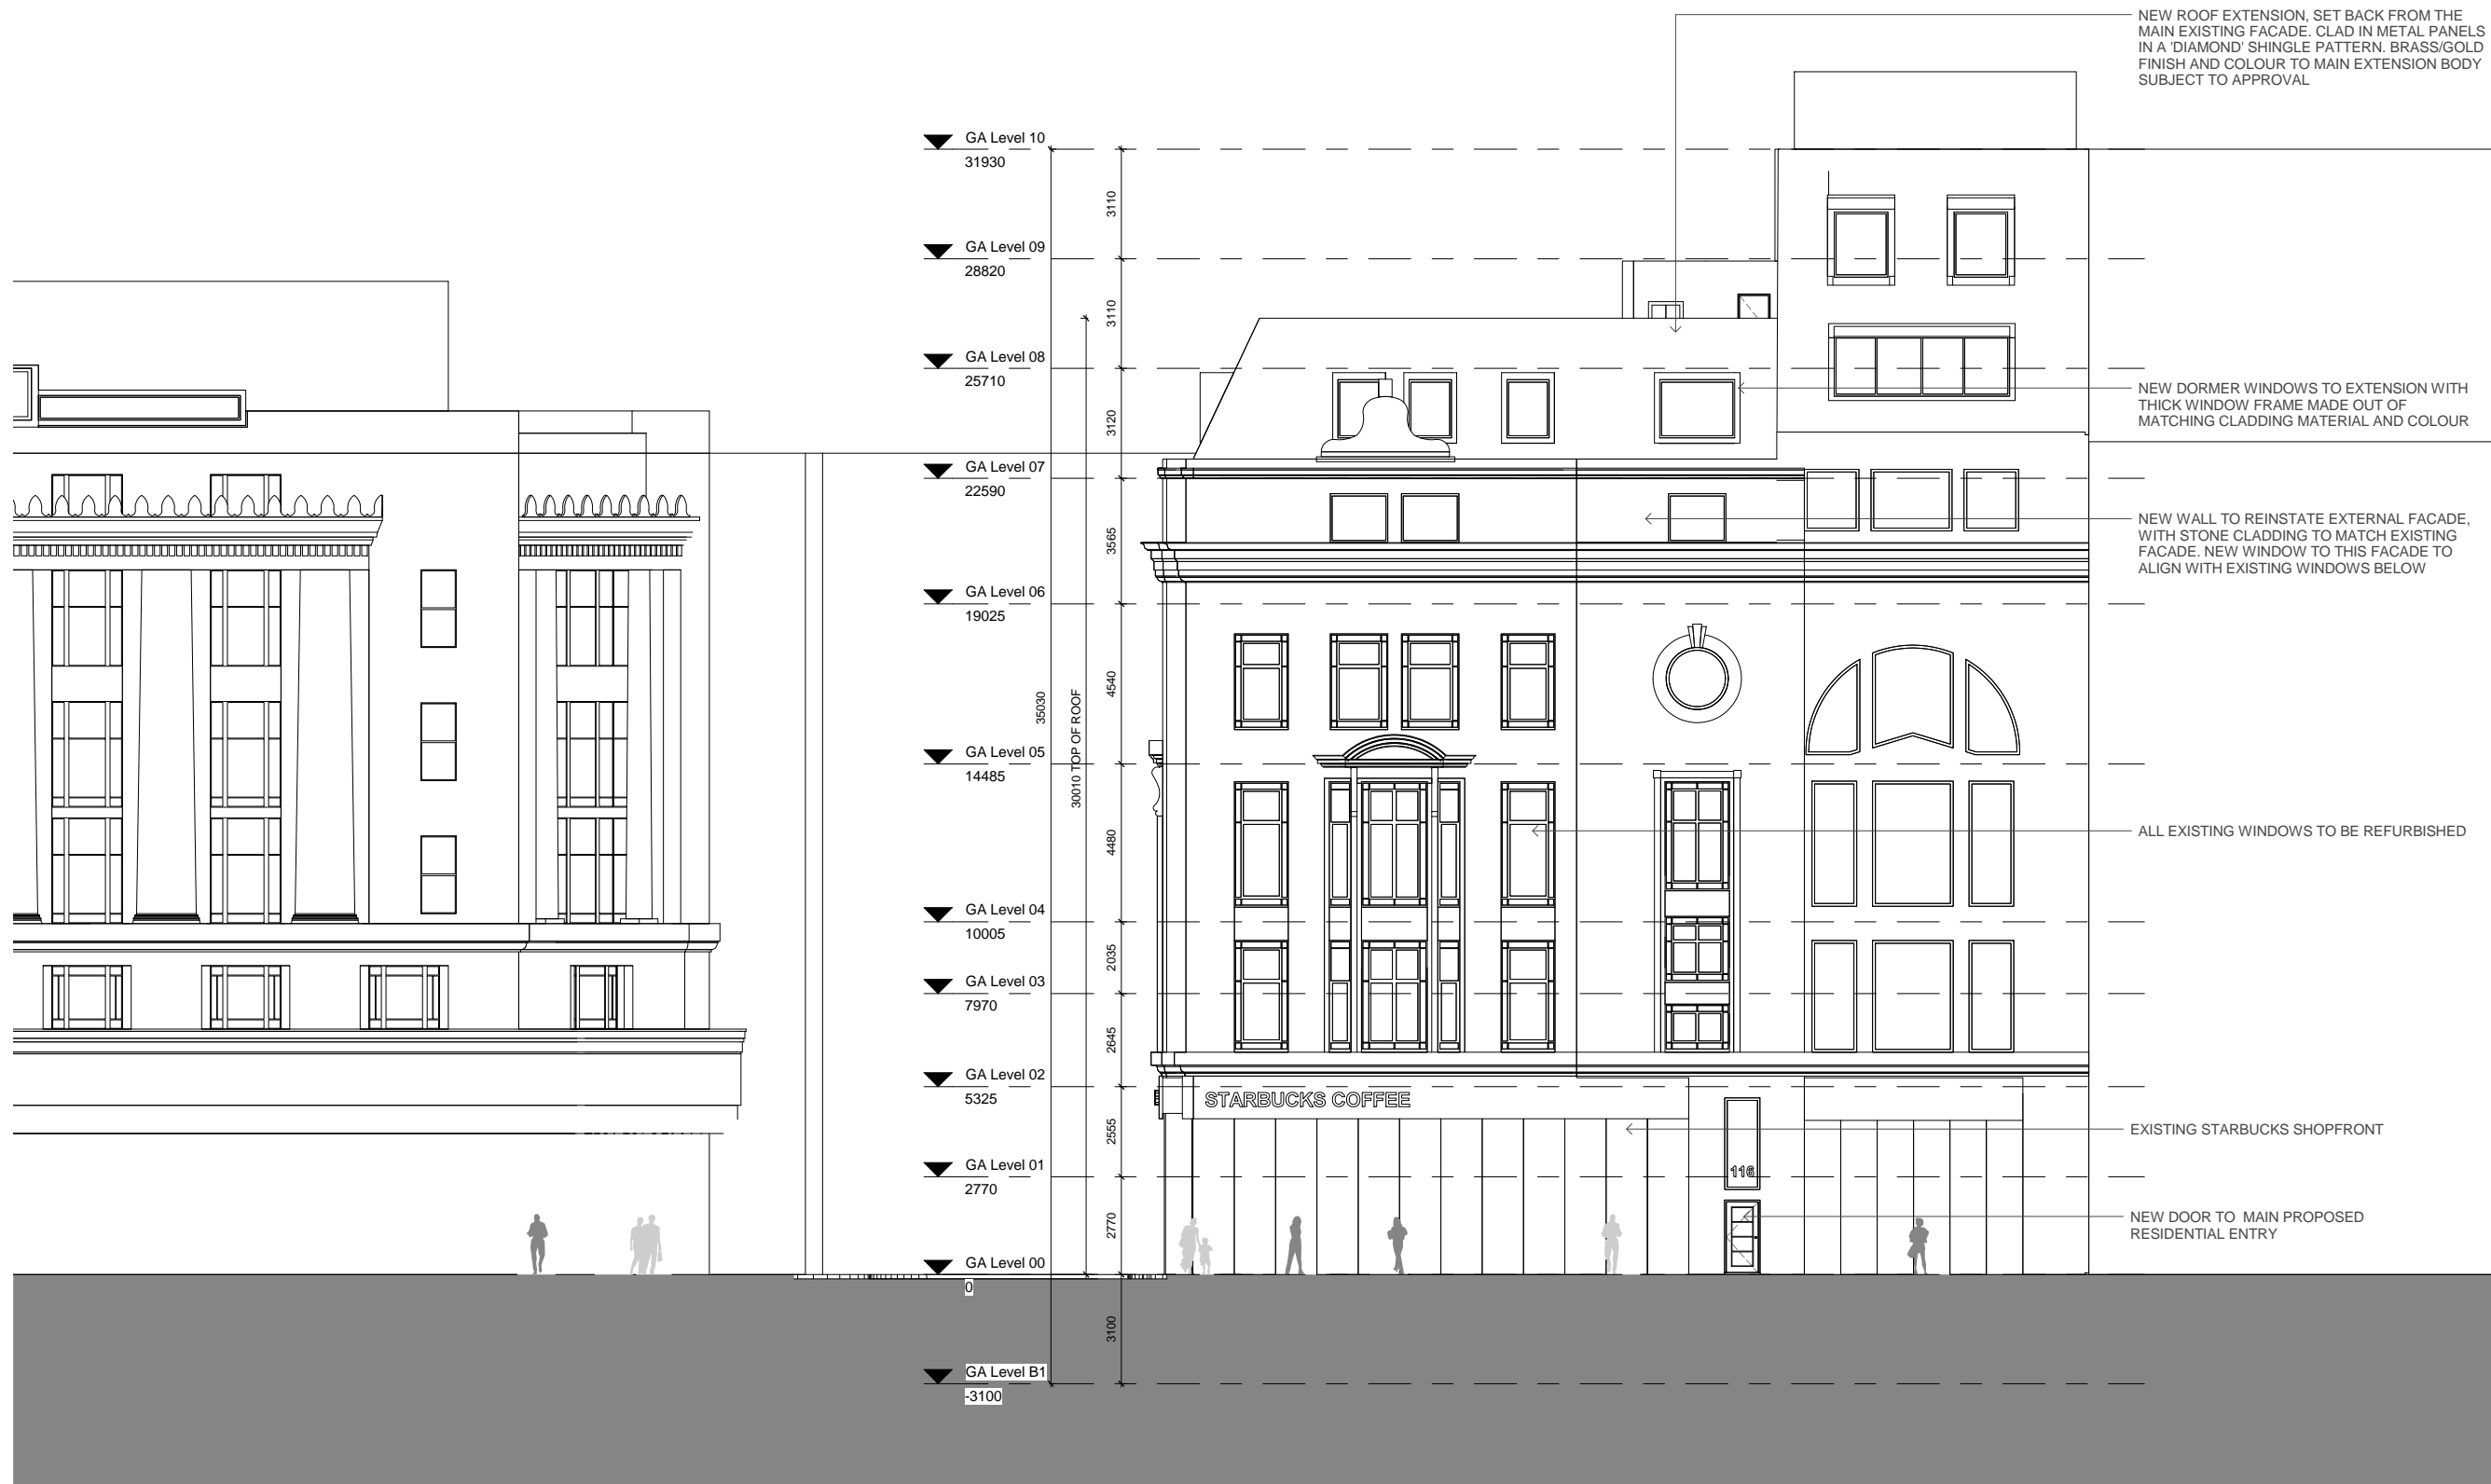 NEW ROOF EXTENSION, SET BACK FROM THE
MAIN EXISTING FACADE. CLAD IN METAL PANELS
IN A 'DIAMOND' SHINGLE PATTERN. BRASS/GOLD
FINISH AND COLOUR TO MAIN EXTENSION BODY
SUBJECT TO APPROVAL
GA Level 10
31930
3110
GA Level 09
28820
3110
GA Level 08
25710
NEW DORMER WINDOWS TO EXTENSION WITH
THICK WINDOW FRAME MADE OUT OF
MATCHING CLADDING MATERIAL AND COLOUR
3120
GA Level 07
22590
NEW WALL TO REINSTATE EXTERNAL FACADE,
WITH STONE CLADDING TO MATCH EXISTING
FACADE. NEW WINDOW TO THIS FACADE TO
ALIGN WITH EXISTING WINDOWS BELOW
3565
GA Level 06
19025
4540
35030
30010 TOP OF ROOF
GA Level 05
14485
4480
ALL EXISTING WINDOWS TO BE REFURBISHED
GA Level 04
10005
2035
GA Level 03
7970
2645
GA Level 02
5325
STARBUCKS COFFEE
2555
EXISTING STARBUCKS SHOPFRONT
GA Level 01
2770
116
2770
NEW DOOR TO MAIN PROPOSED
RESIDENTIAL ENTRY
GA Level 00
0
3100
GA Level B1
-3100